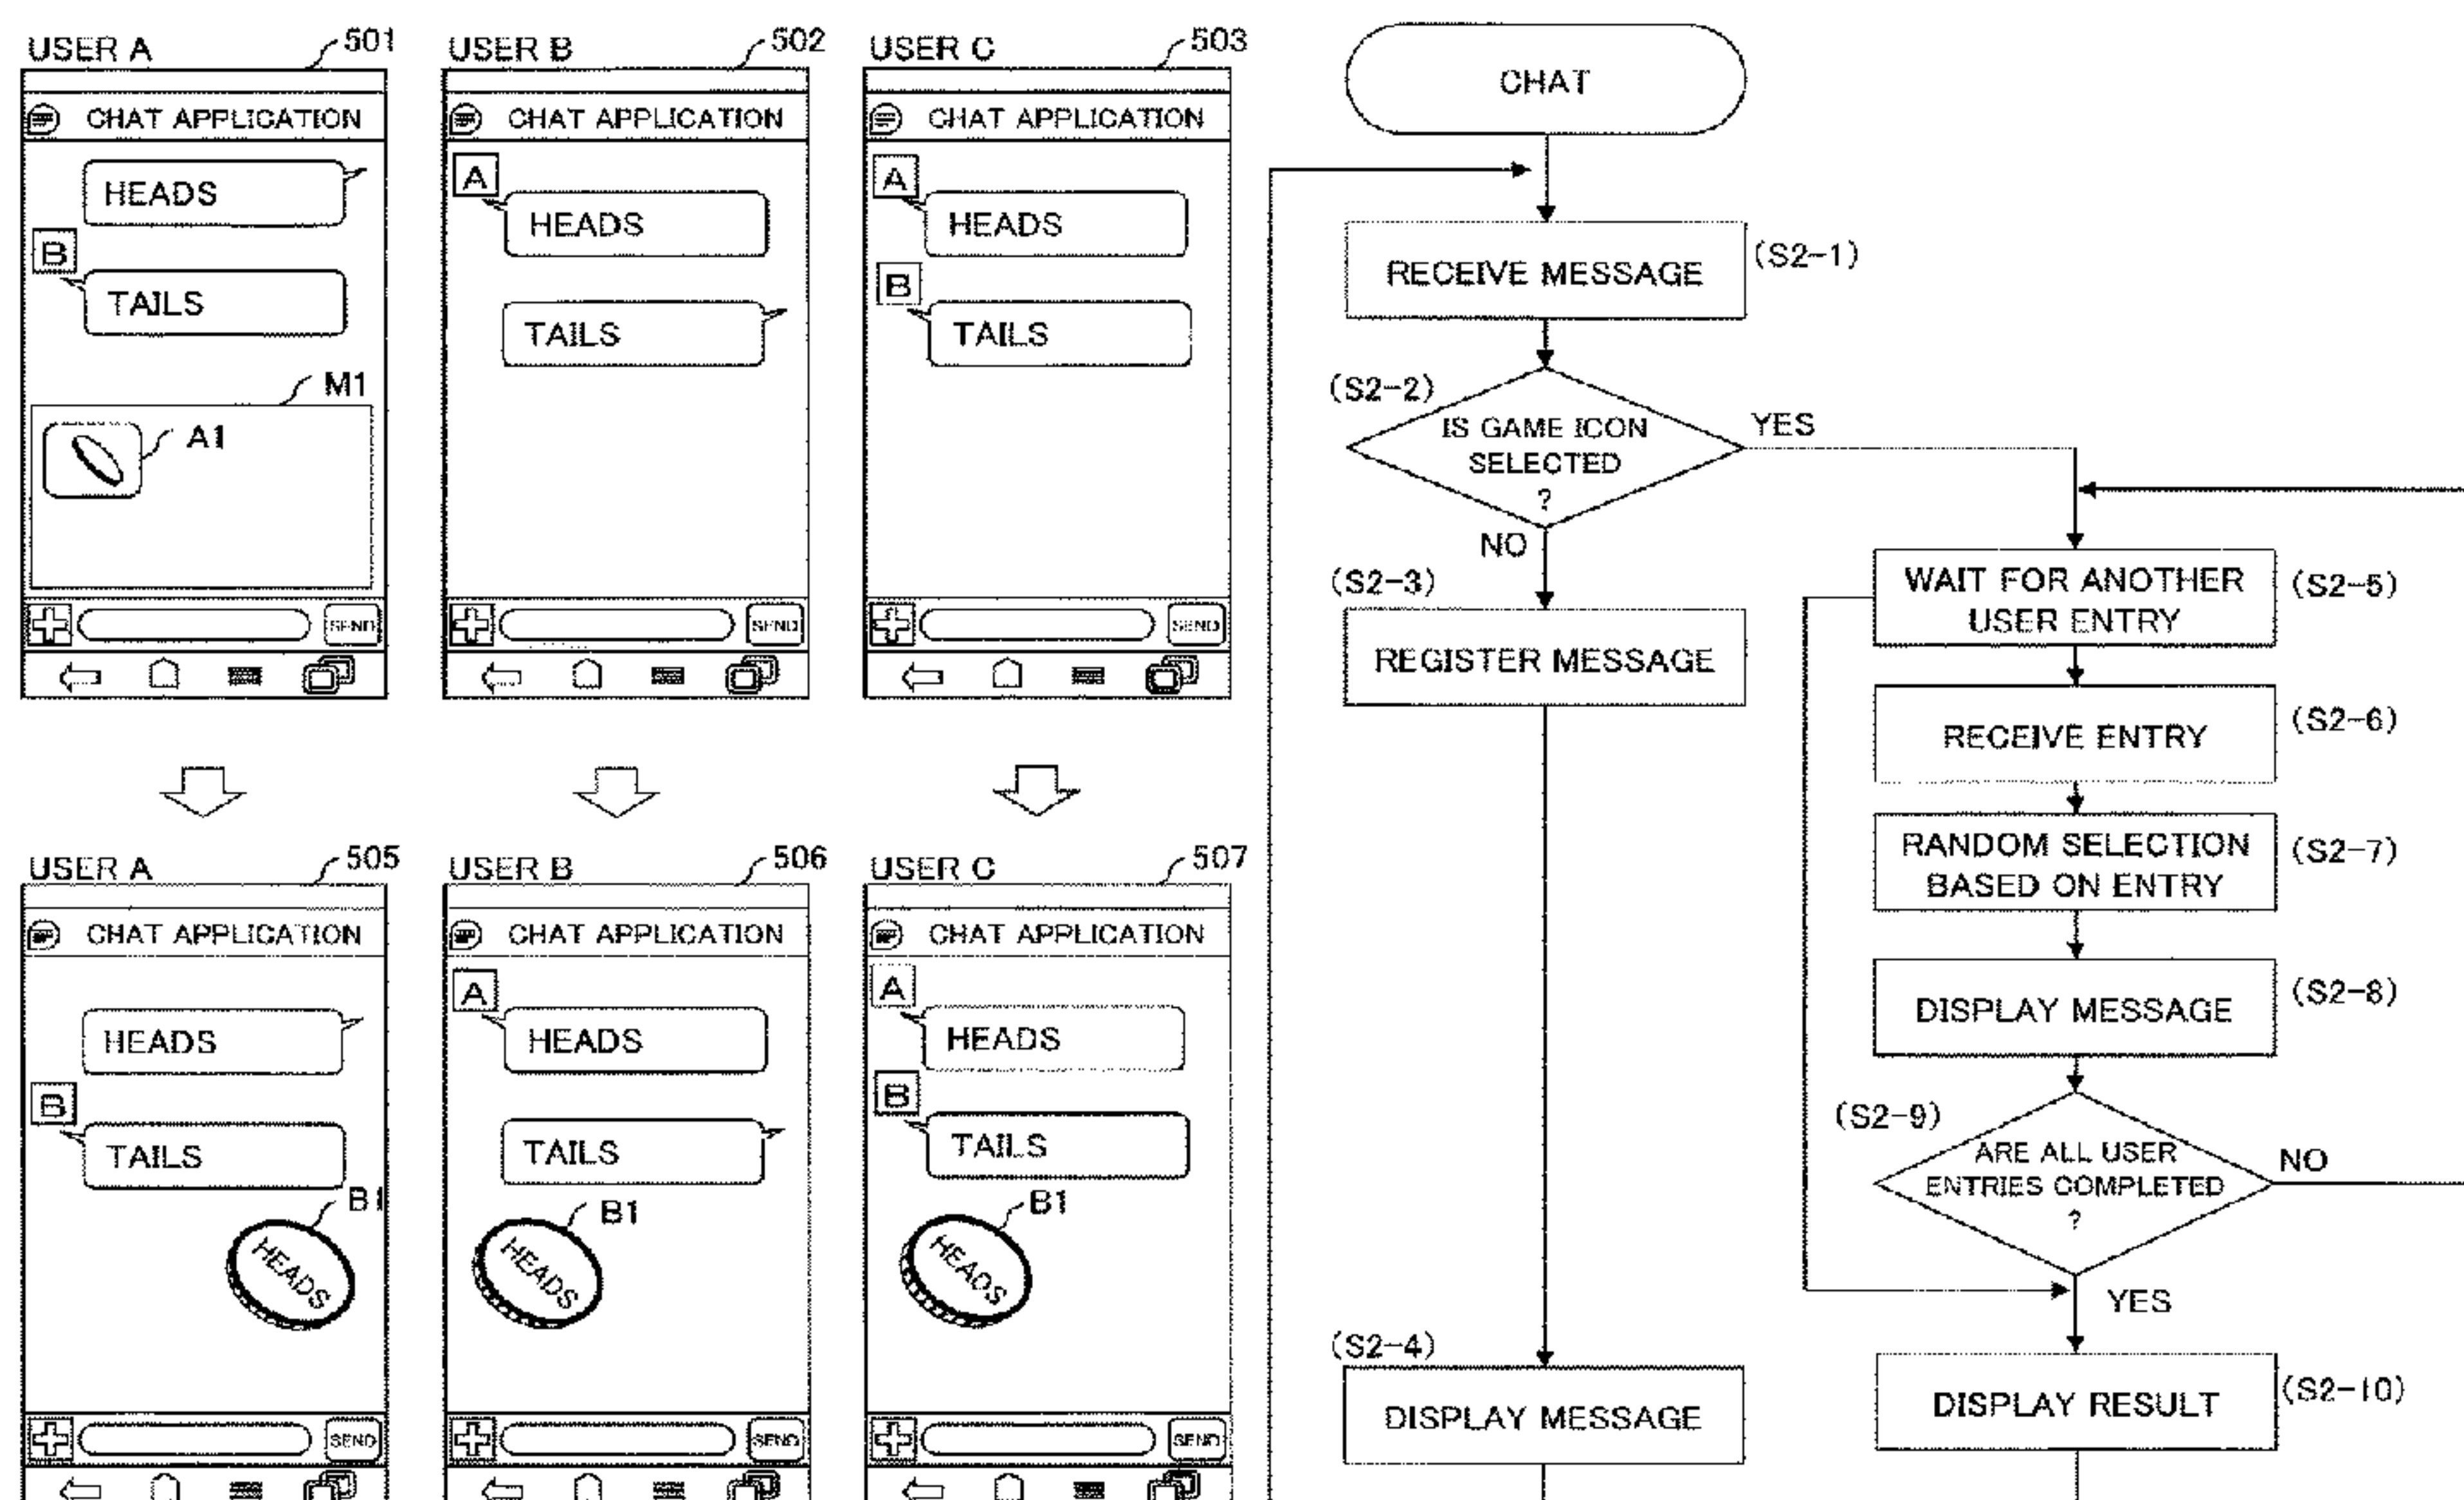 USER A
501
CHAT APPLICATION
HEADS
B
TAILS
M1
A1
SEND
USER B
502
CHAT APPLICATION
A
HEADS
TAILS
SEND
USER C
503
CHAT APPLICATION
A
HEADS
B
TAILS
SEND
USER A
505
CHAT APPLICATION
HEADS
B
TAILS
B1
HEADS
SEND
USER B
506
CHAT APPLICATION
A
HEADS
TAILS
B1
HEADS
SEND
USER C
507
CHAT APPLICATION
A
HEADS
B
TAILS
B1
HEADS
SEND
CHAT
RECEIVE MESSAGE
(S2-1)
(S2-2)
IS GAME ICON
SELECTED
?
YES
NO
(S2-3)
REGISTER MESSAGE
(S2-4)
DISPLAY MESSAGE
WAIT FOR ANOTHER
USER ENTRY
(S2-5)
RECEIVE ENTRY
(S2-6)
RANDOM SELECTION
BASED ON ENTRY
(S2-7)
DISPLAY MESSAGE
(S2-8)
(S2-9)
ARE ALL USER
ENTRIES COMPLETED
?
NO
YES
DISPLAY RESULT
(S2-10)